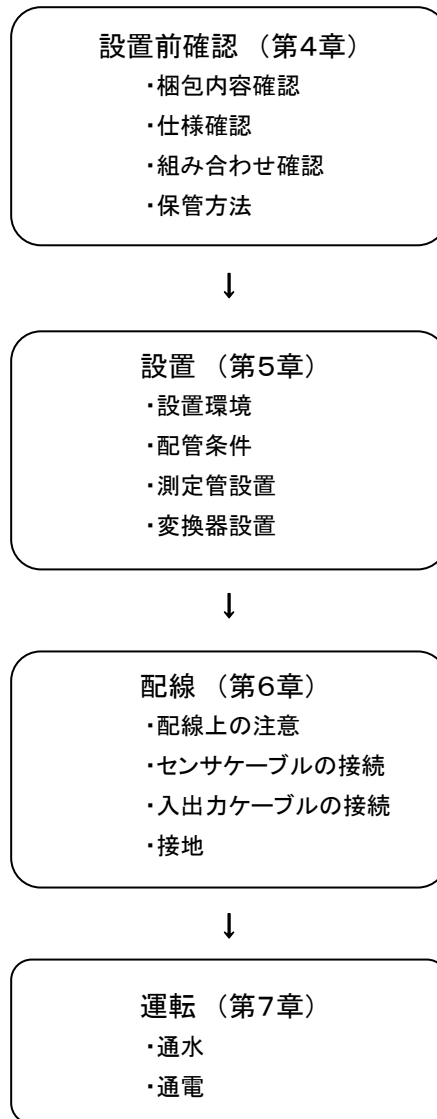 設置前確認 (第4章)
・梱包内容確認
・仕様確認
・組み合わせ確認
・保管方法
↓
設置 (第5章)
・設置環境
・配管条件
・測定管設置
・変換器設置
↓
配線 (第6章)
・配線上の注意
・センサケーブルの接続
・入出力ケーブルの接続
・接地
↓
運転 (第7章)
・通水
・通電